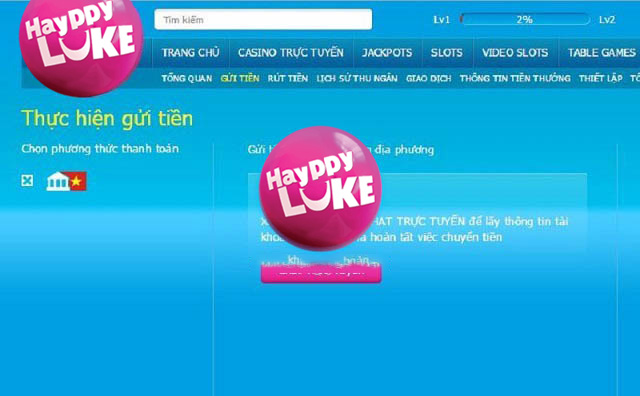 HayDDY
LUKE
Tìm kiếm
Lv1 2% Lv2
TRANG CHỦ CASINO TRỰC TUYẾN JACKPOTS SLOTS VIDEO SLOTS TABLE GAMES
TỔNG QUAN GỬI TIỀN RÚT TIỀN LỊCH SỬ THU NGÂN GIAO DỊCH THÔNG TIN TIỀN THƯỞNG THIẾT LẬP
Thực hiện gửi tiền
Chọn phương thức thanh toán
Gửi địa phương
HayDDY
LUKE
HAT TRỰC TUYẾN để lấy thông tin tài
hoàn tất việc chuyển tiền